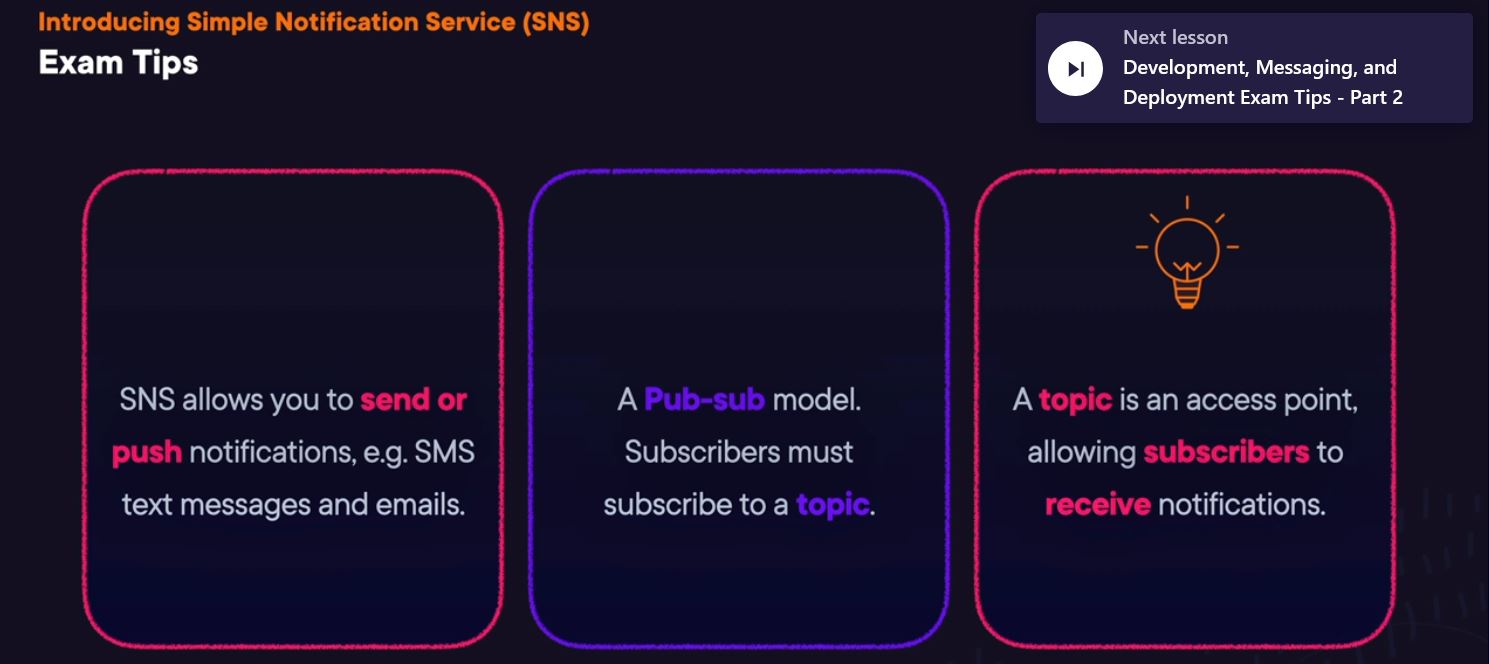 Introducing Simple Notification Service (SNS)
Exam Tips
Next lesson
Development, Messaging, and
Deployment Exam Tips - Part 2
SNS allows you to send or
push notifications, e.g. SMS
text messages and emails.
A Pub-sub model.
Subscribers must
subscribe to a topic.
A topic is an access point,
allowing subscribers to
receive notifications.